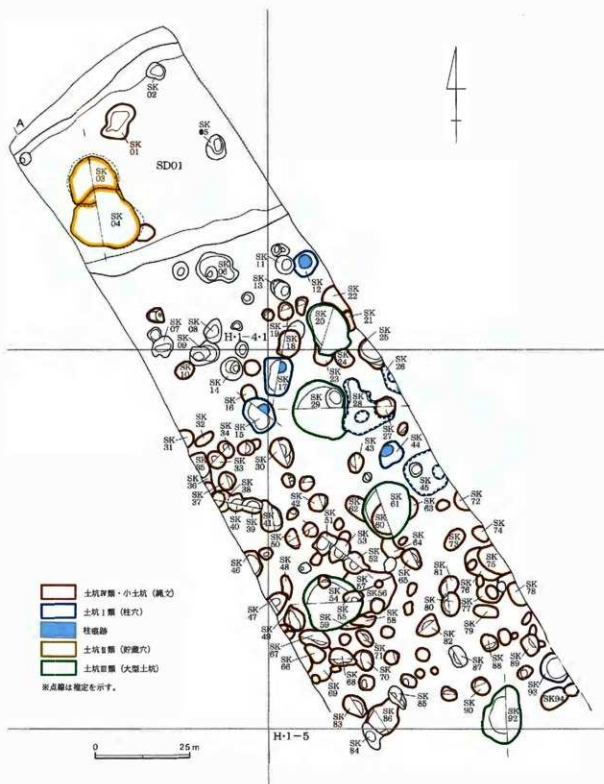 SK 02
A
SK 01
SK 05
SD01
SK 03
SK 04
SK 06
SK 11
SK 12
SK 13
SK 22
SK 20
SK 21
SK 07
SK 08
SK 19
SK 18
SK 25
SK 09
H・1-4・1
SK 24
SK 26
SK 10
SK 14
SK 23
SK 17
SK 16
SK 29
SK 28
SK 15
SK 27
SK 32
SK 31
SK 34
SK 33
SK 35
SK 30
SK 43
SK 44
SK 36
SK 38
SK 45
SK 37
SK 42
SK 62
SK 61
SK 72
SK 40
SK 39
SK 41
SK 51
SK 60
SK 63
SK 50
SK 53
SK 64
SK 73
SK 74
SK 46
SK 52
SK 75
SK 48
SK 57
SK 65
SK 81
SK 76
SK 78
SK 47
SK 54
SK 56
SK 77
SK 55
SK 80
SK 79
SK 49
SK 59
SK 58
SK 82
SK 67
SK 71
SK 88
SK 89
SK 66
SK 68
SK 70
SK 87
SK 93
SK 69
SK 90
SK94
SK 83
SK 86
SK 85
SK 92
SK 84
H・1-5
土坑Ⅳ類・小土坑(縄文)
土坑Ⅰ類(柱穴)
柱痕跡
土坑Ⅱ類(貯蔵穴)
土坑Ⅲ類(大型土坑)
※点線は推定を示す。
0 25m